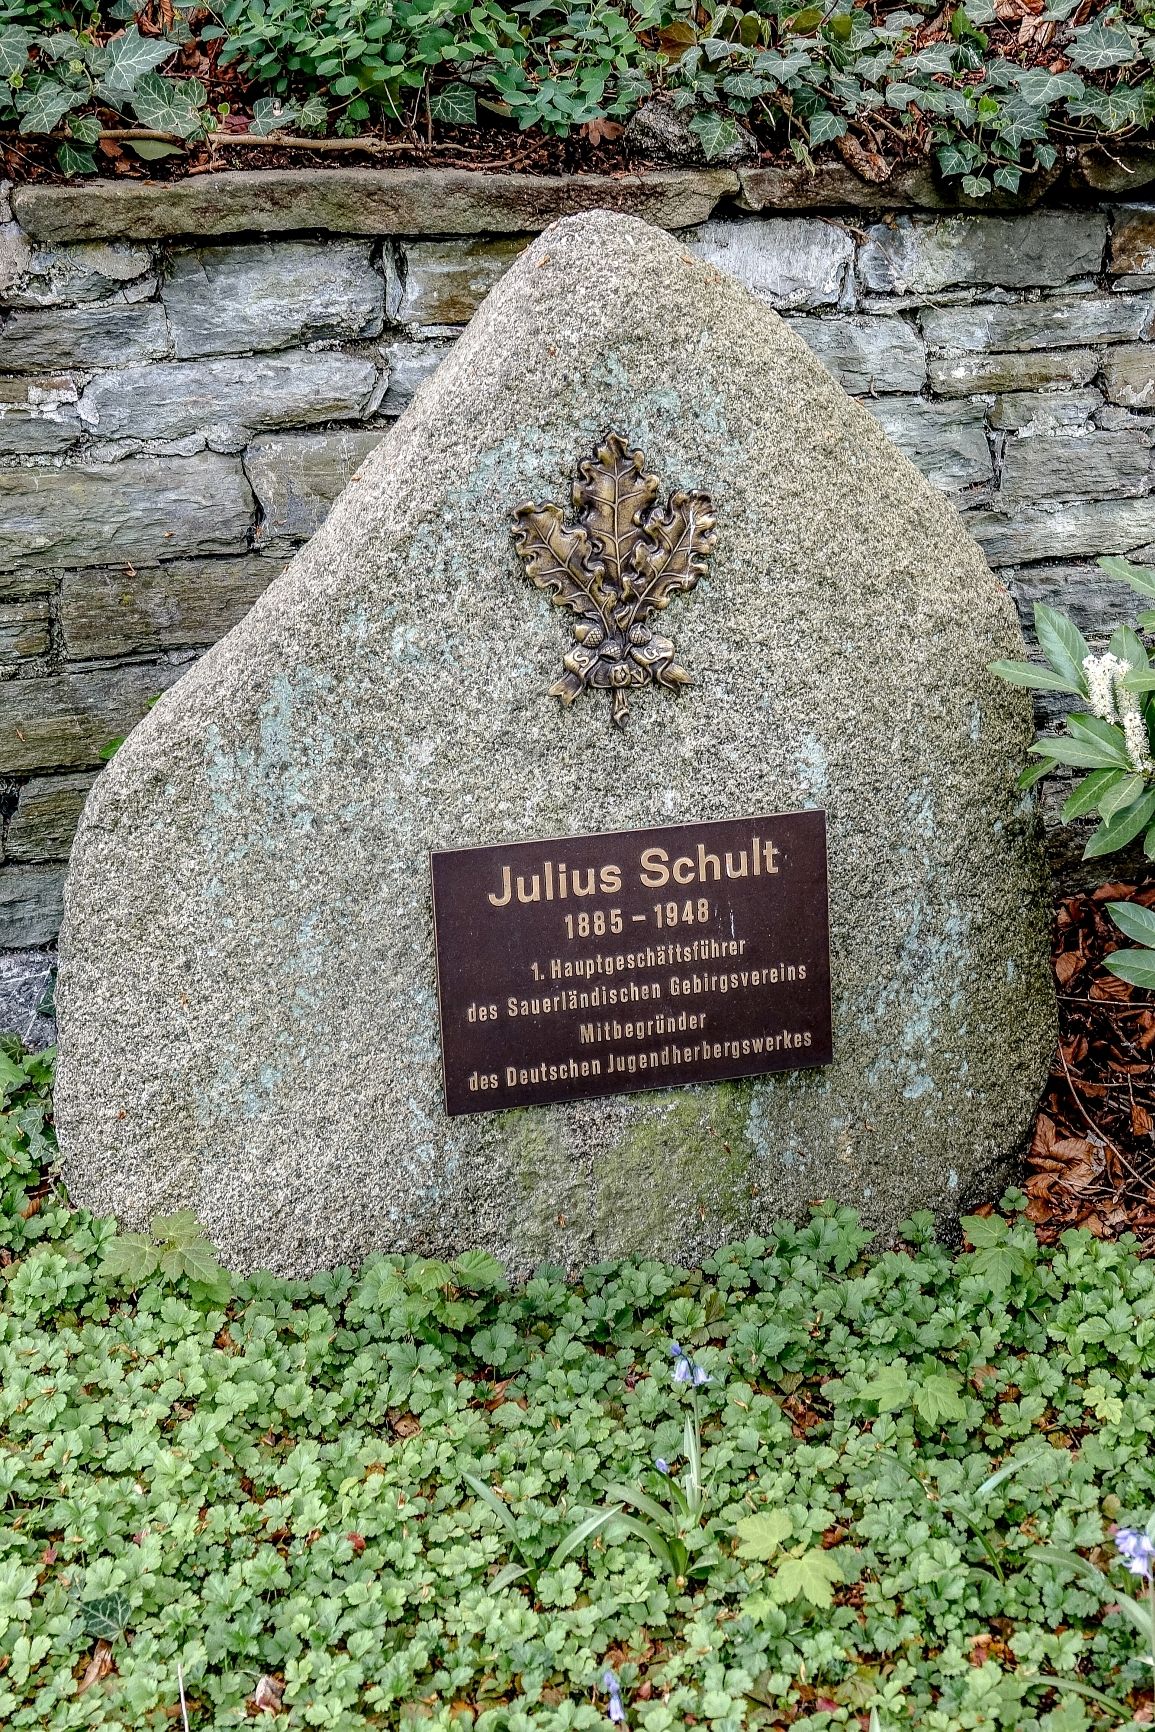 S G V
Julius Schult
1885 – 1948
1. Hauptgeschäftsführer
des Sauerländischen Gebirgsvereins
Mitbegründer
des Deutschen Jugendherbergswerkes